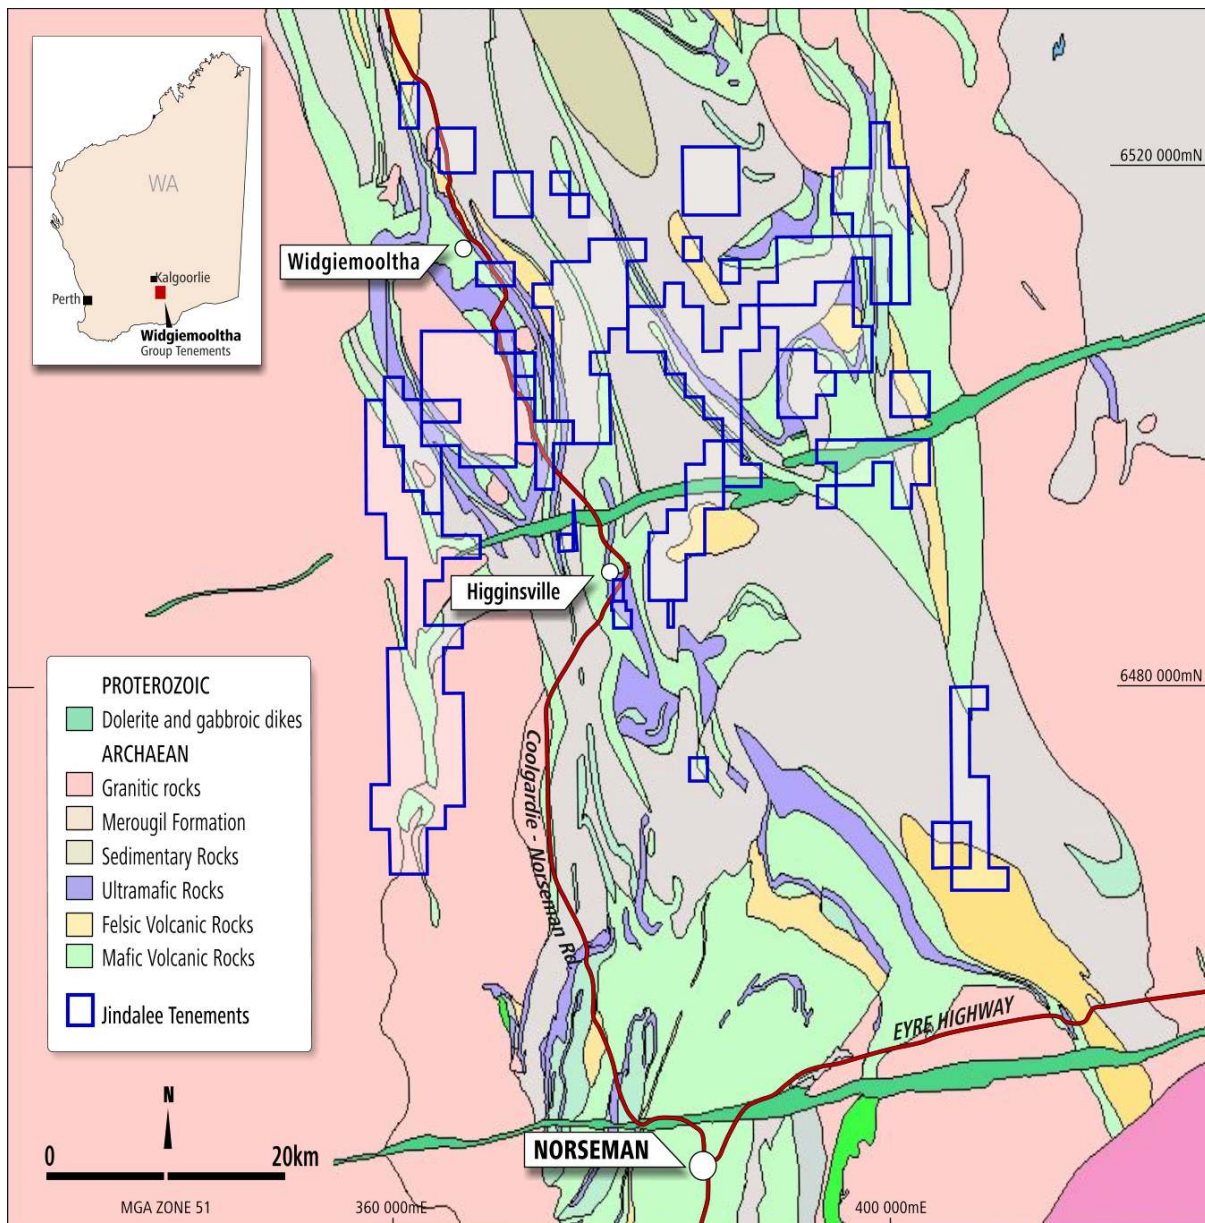 WA
Kalgoorlie
Perth
Widgiemooltha
Group Tenements
6520 000mN
Widgiemooltha
Higginsville
6480 000mN
PROTEROZOIC
Dolerite and gabbroic dikes
ARCHAEAN
Granitic rocks
Merougil Formation
Sedimentary Rocks
Ultramafic Rocks
Felsic Volcanic Rocks
Mafic Volcanic Rocks
Jindalee Tenements
Coolgardie - Norseman Rd.
EYRE HIGHWAY
N
0 20km
NORSEMAN
MGA ZONE 51
360 000mE
400 000mE